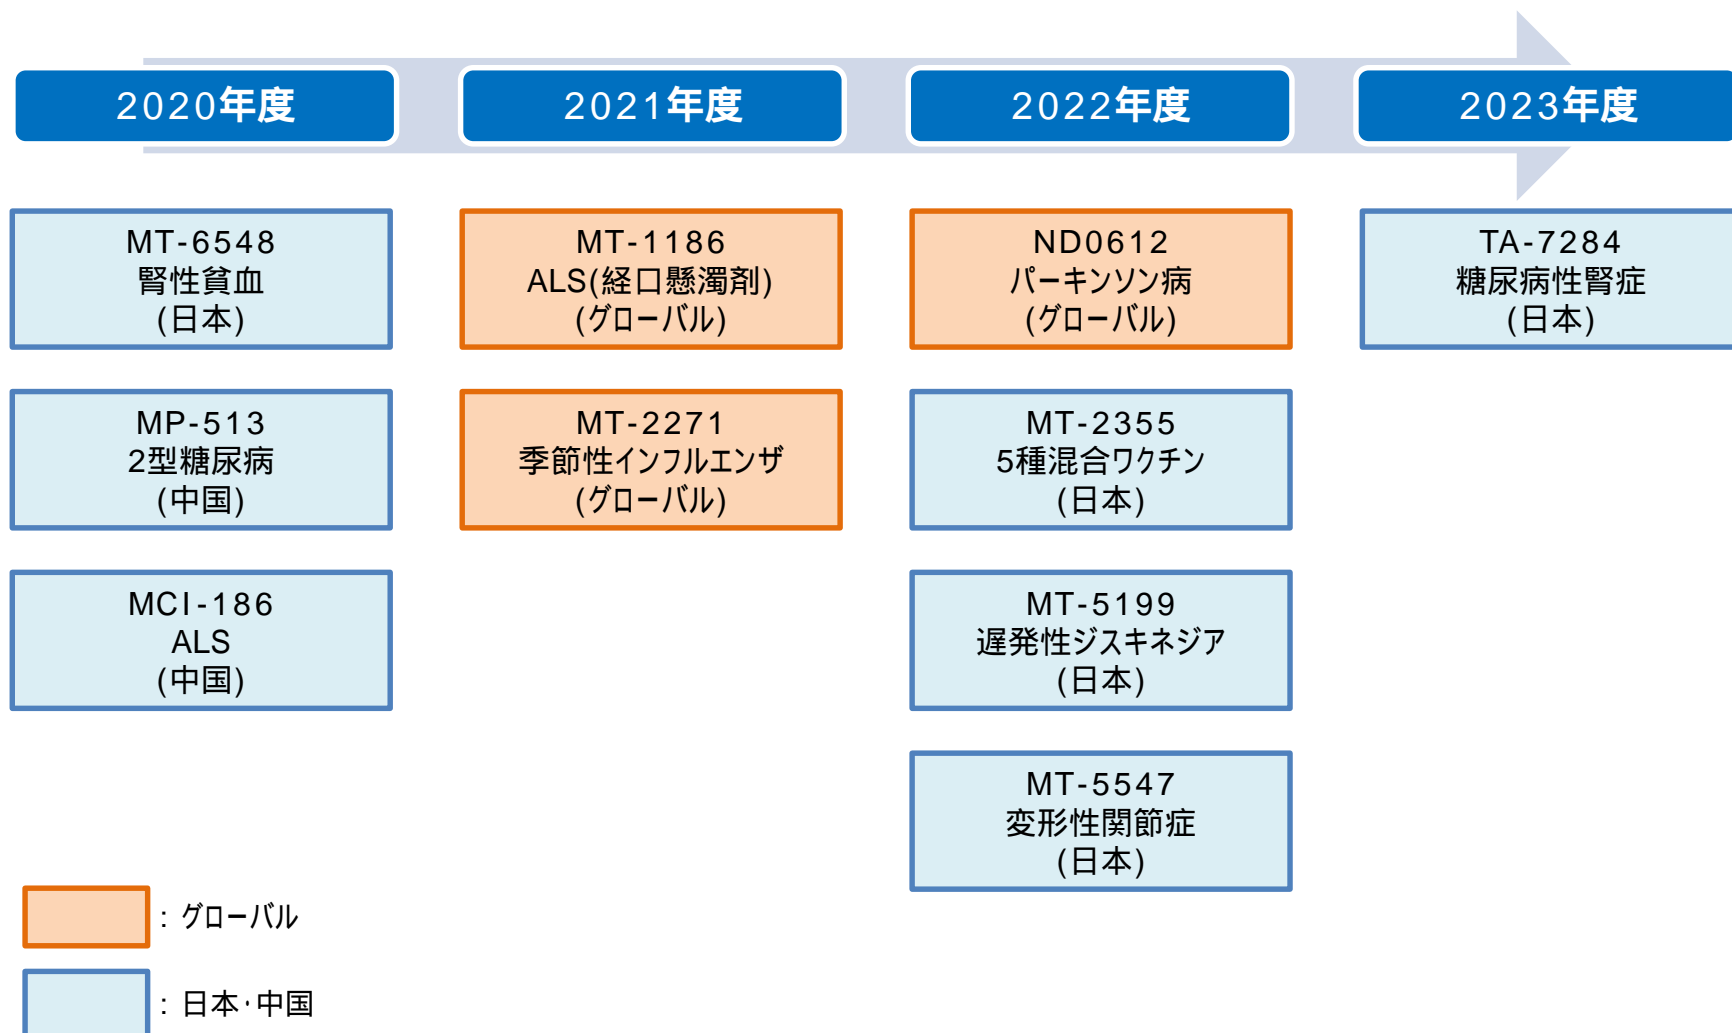 2020年度
2021年度
2022年度
2023年度
MT-6548
腎性貧血
(日本)
MP-513
2型糖尿病
(中国)
MCI-186
ALS
(中国)
MT-1186
ALS(経口懸濁剤)
(グローバル)
MT-2271
季節性インフルエンザ
(グローバル)
ND0612
パーキンソン病
(グローバル)
MT-2355
5種混合ワクチン
(日本)
MT-5199
遅発性ジスキネジア
(日本)
MT-5547
変形性関節症
(日本)
TA-7284
糖尿病性腎症
(日本)
: グローバル
: 日本・中国